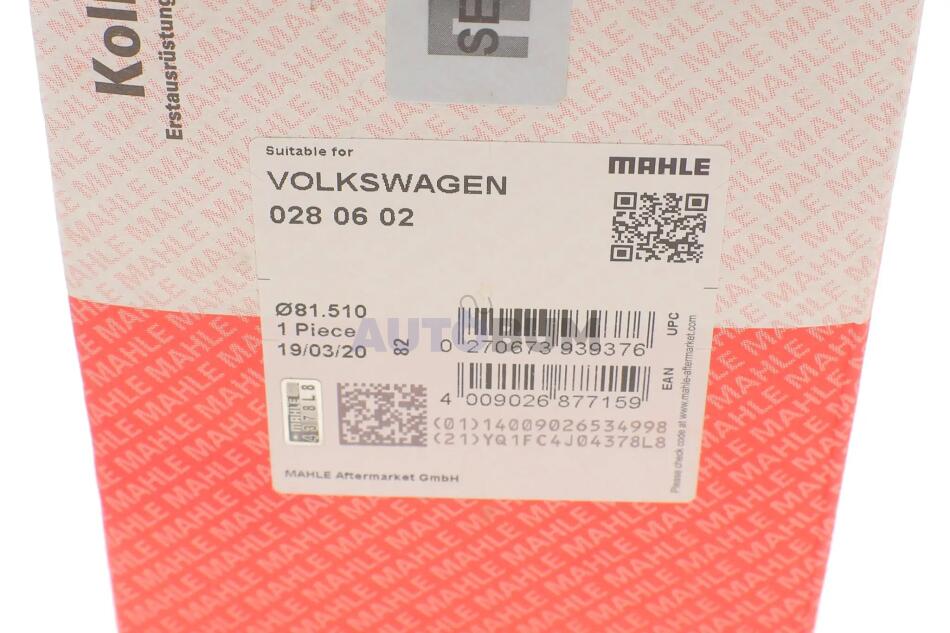 Kol
Erstausrüstung
SE
Suitable for
MAHLE
VOLKSWAGEN
028 06 02
Ø81.510
1 Piece
19/03/20
82
0 270673 939376
UPC
4 009026 877159
EAN
(01)14009026534998
(21)YQ1FC4J04378L8
MAHLE
4378L8
Please check code at www.mahle-aftermarket.com
MAHLE Aftermarket GmbH
AUTODOM